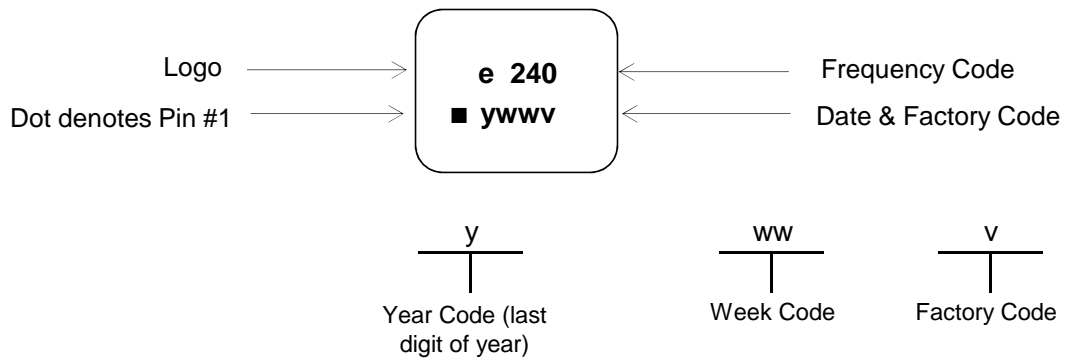 Logo
e 240
Frequency Code
Dot denotes Pin #1
■ ywwv
Date & Factory Code
y
ww
v
Year Code (last
digit of year)
Week Code
Factory Code